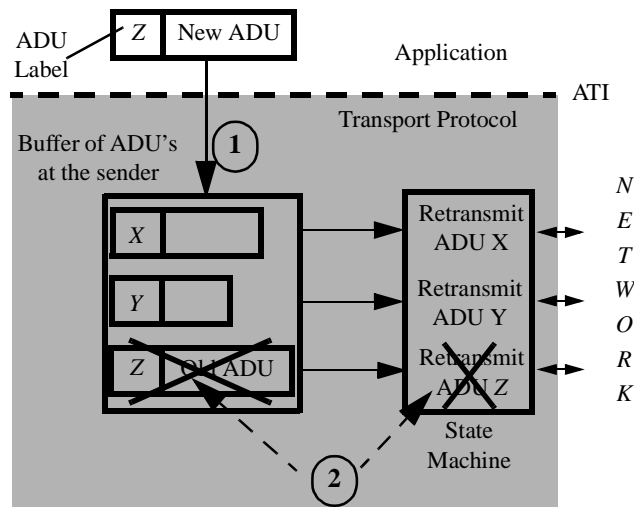 Z New ADU
ADU
Label
Application
ATI
Transport Protocol
1
Buffer of ADU's
at the sender
X
Y
Z Old ADU
Retransmit
ADU X
Retransmit
ADU Y
Retransmit
ADU Z
State
Machine
2
N
E
T
W
O
R
K